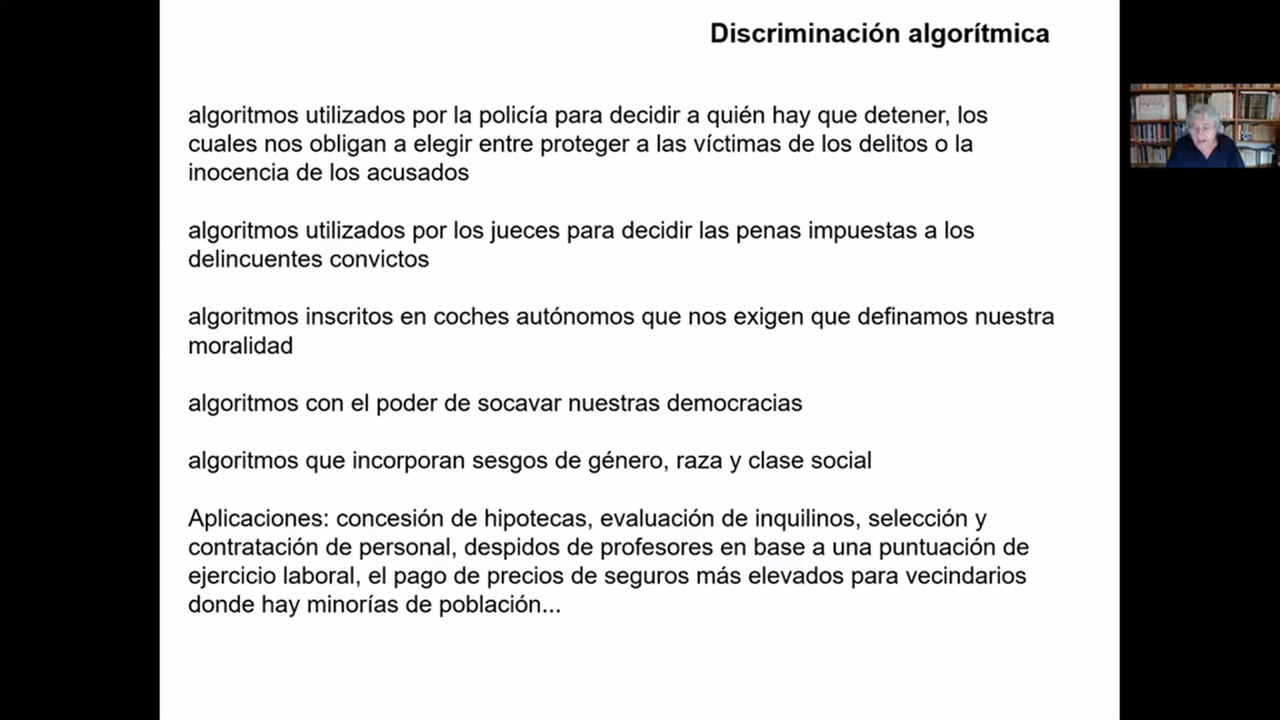 Discriminación algorítmica
algoritmos utilizados por la policía para decidir a quién hay que detener, los
cuales nos obligan a elegir entre proteger a las víctimas de los delitos o la
inocencia de los acusados
algoritmos utilizados por los jueces para decidir las penas impuestas a los
delincuentes convictos
algoritmos inscritos en coches autónomos que nos exigen que definamos nuestra
moralidad
algoritmos con el poder de socavar nuestras democracias
algoritmos que incorporan sesgos de género, raza y clase social
Aplicaciones: concesión de hipotecas, evaluación de inquilinos, selección y
contratación de personal, despidos de profesores en base a una puntuación de
ejercicio laboral, el pago de precios de seguros más elevados para vecindarios
donde hay minorías de población...